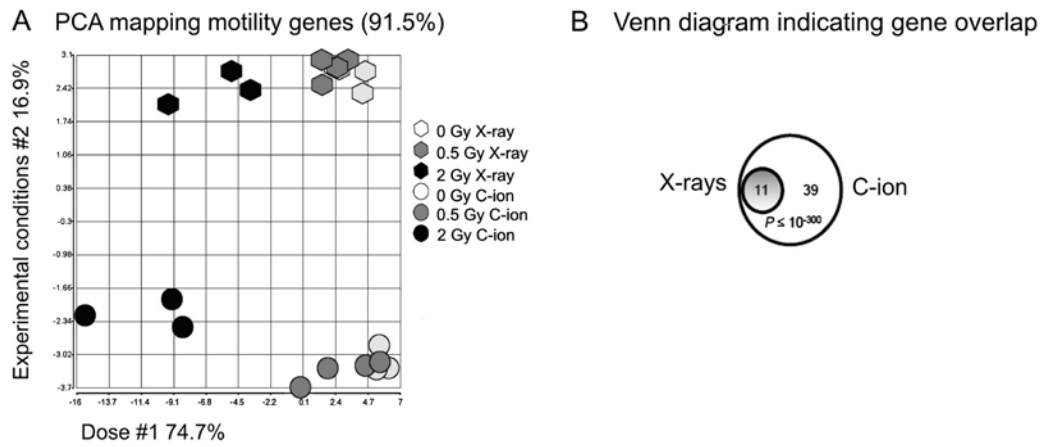 A PCA mapping motility genes (91.5%)
Experimental conditions #2 16.9%
3.1
2.42
1.74
1.06
0.38
-0.3
-0.98
-1.66
-2.34
-3.02
-3.7
-16 -13.7 -11.4 -9.1 -6.8 -4.5 -2.2 0.1 2.4 4.7 7
Dose #1 74.7%
0 Gy X-ray
0.5 Gy X-ray
2 Gy X-ray
0 Gy C-ion
0.5 Gy C-ion
2 Gy C-ion
B Venn diagram indicating gene overlap
X-rays 11 39 C-ion
P ≤ 10⁻³⁰⁰